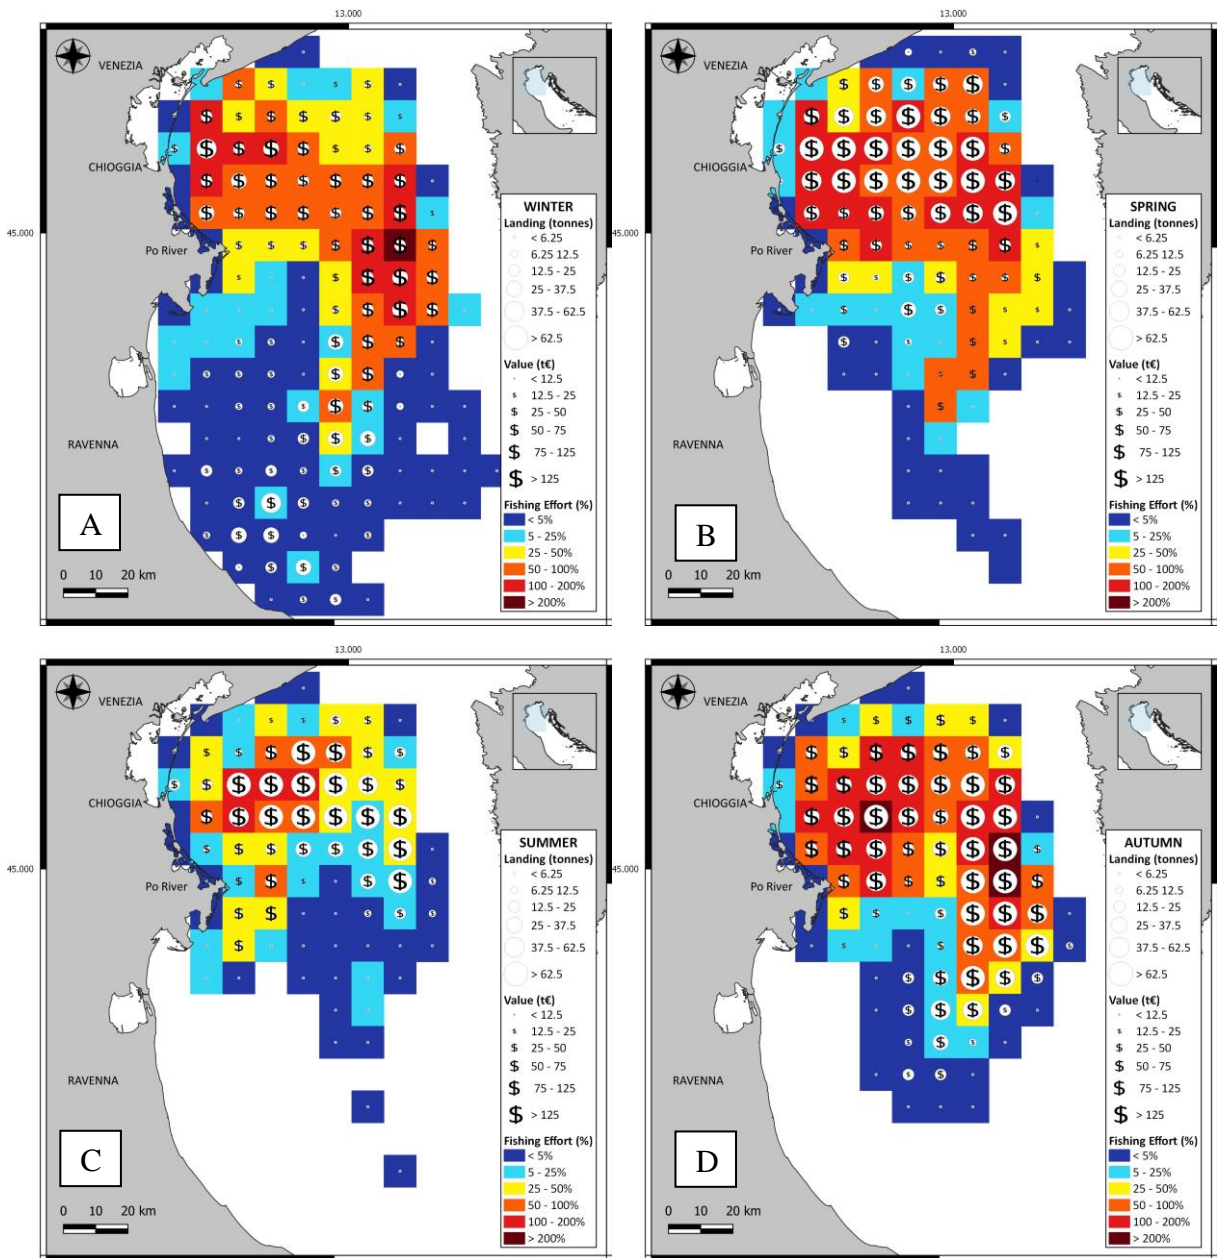 13.000
VENEZIA
CHIOGGIA
45.000
Po River
RAVENNA
A
0 10 20 km
WINTER
Landing (tonnes)
< 6.25
6.25 12.5
12.5 - 25
25 - 37.5
37.5 - 62.5
> 62.5
Value (t€)
< 12.5
$ 12.5 - 25
$ 25 - 50
$ 50 - 75
$ 75 - 125
$ > 125
Fishing Effort (%)
< 5%
5 - 25%
25 - 50%
50 - 100%
100 - 200%
> 200%
13.000
VENEZIA
CHIOGGIA
Po River
RAVENNA
B
0 10 20 km
SPRING
Landing (tonnes)
< 6.25
6.25 12.5
12.5 - 25
25 - 37.5
37.5 - 62.5
> 62.5
Value (t€)
< 12.5
$ 12.5 - 25
$ 25 - 50
$ 50 - 75
$ 75 - 125
$ > 125
Fishing Effort (%)
< 5%
5 - 25%
25 - 50%
50 - 100%
100 - 200%
> 200%
13.000
VENEZIA
CHIOGGIA
45.000
Po River
RAVENNA
C
0 10 20 km
SUMMER
Landing (tonnes)
< 6.25
6.25 12.5
12.5 - 25
25 - 37.5
37.5 - 62.5
> 62.5
Value (t€)
< 12.5
$ 12.5 - 25
$ 25 - 50
$ 50 - 75
$ 75 - 125
$ > 125
Fishing Effort (%)
< 5%
5 - 25%
25 - 50%
50 - 100%
100 - 200%
> 200%
13.000
VENEZIA
CHIOGGIA
Po River
RAVENNA
D
0 10 20 km
AUTUMN
Landing (tonnes)
< 6.25
6.25 12.5
12.5 - 25
25 - 37.5
37.5 - 62.5
> 62.5
Value (t€)
< 12.5
$ 12.5 - 25
$ 25 - 50
$ 50 - 75
$ 75 - 125
$ > 125
Fishing Effort (%)
< 5%
5 - 25%
25 - 50%
50 - 100%
100 - 200%
> 200%